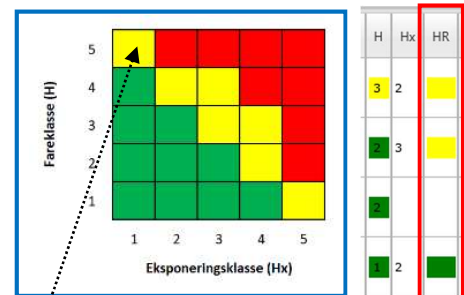 Fareklasse (H)
5
4
3
2
1
1 2 3 4 5
Eksponeringsklasse (Hx)
H Hx HR
3 2
2 3
2
1 2